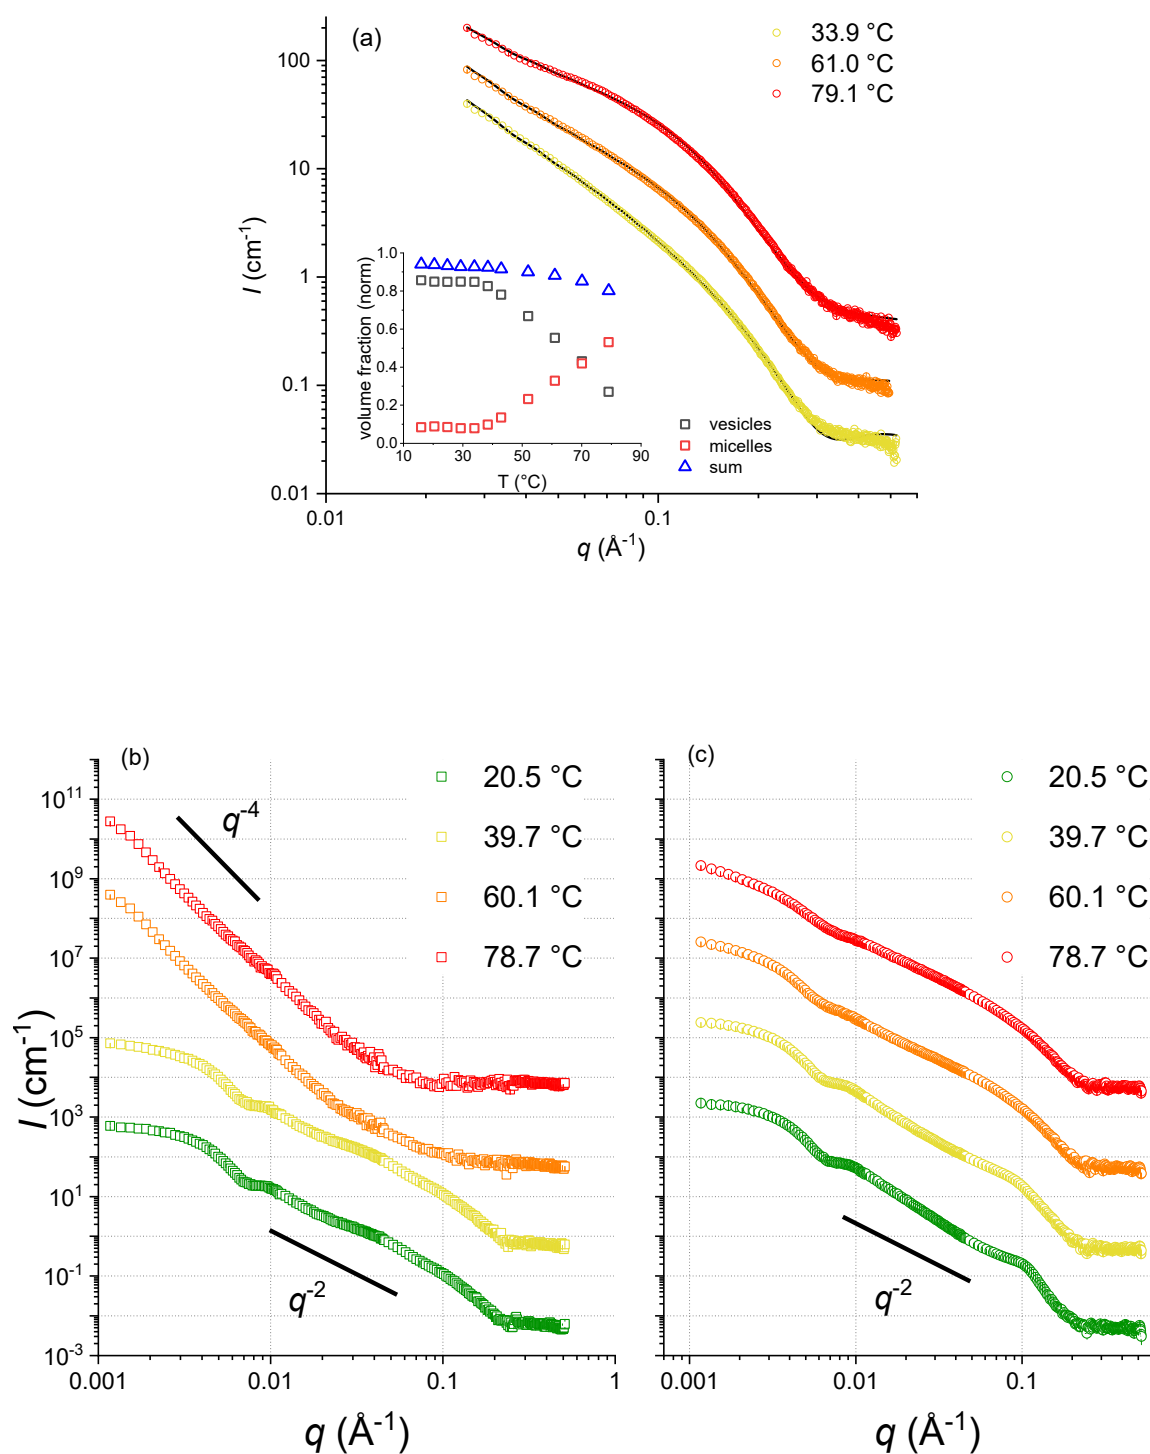 (a)
33.9 °C
61.0 °C
79.1 °C
100
10
1
0.1
0.01
I (cm⁻¹)
0.01
0.1
q (Å⁻¹)
1.0
0.8
0.6
0.4
0.2
0.0
volume fraction (norm)
10
30
50
70
90
T (°C)
vesicles
micelles
sum
(b)
20.5 °C
39.7 °C
60.1 °C
78.7 °C
q⁻⁴
q⁻²
10¹¹
10⁹
10⁷
10⁵
10³
10¹
10⁻¹
10⁻³
I (cm⁻¹)
0.001
0.01
0.1
1
q (Å⁻¹)
(c)
20.5 °C
39.7 °C
60.1 °C
78.7 °C
q⁻²
0.001
0.01
0.1
q (Å⁻¹)